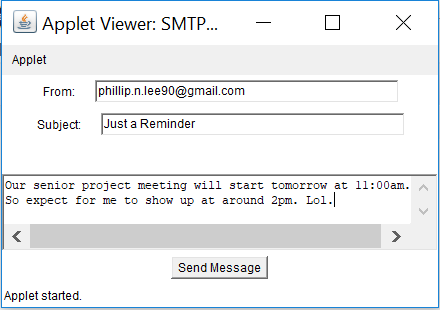 Applet Viewer: SMTP...
Applet
From: phillip.n.lee90@gmail.com
Subject: Just a Reminder
Our senior project meeting will start tomorrow at 11:00am.
So expect for me to show up at around 2pm. Lol.
Send Message
Applet started.